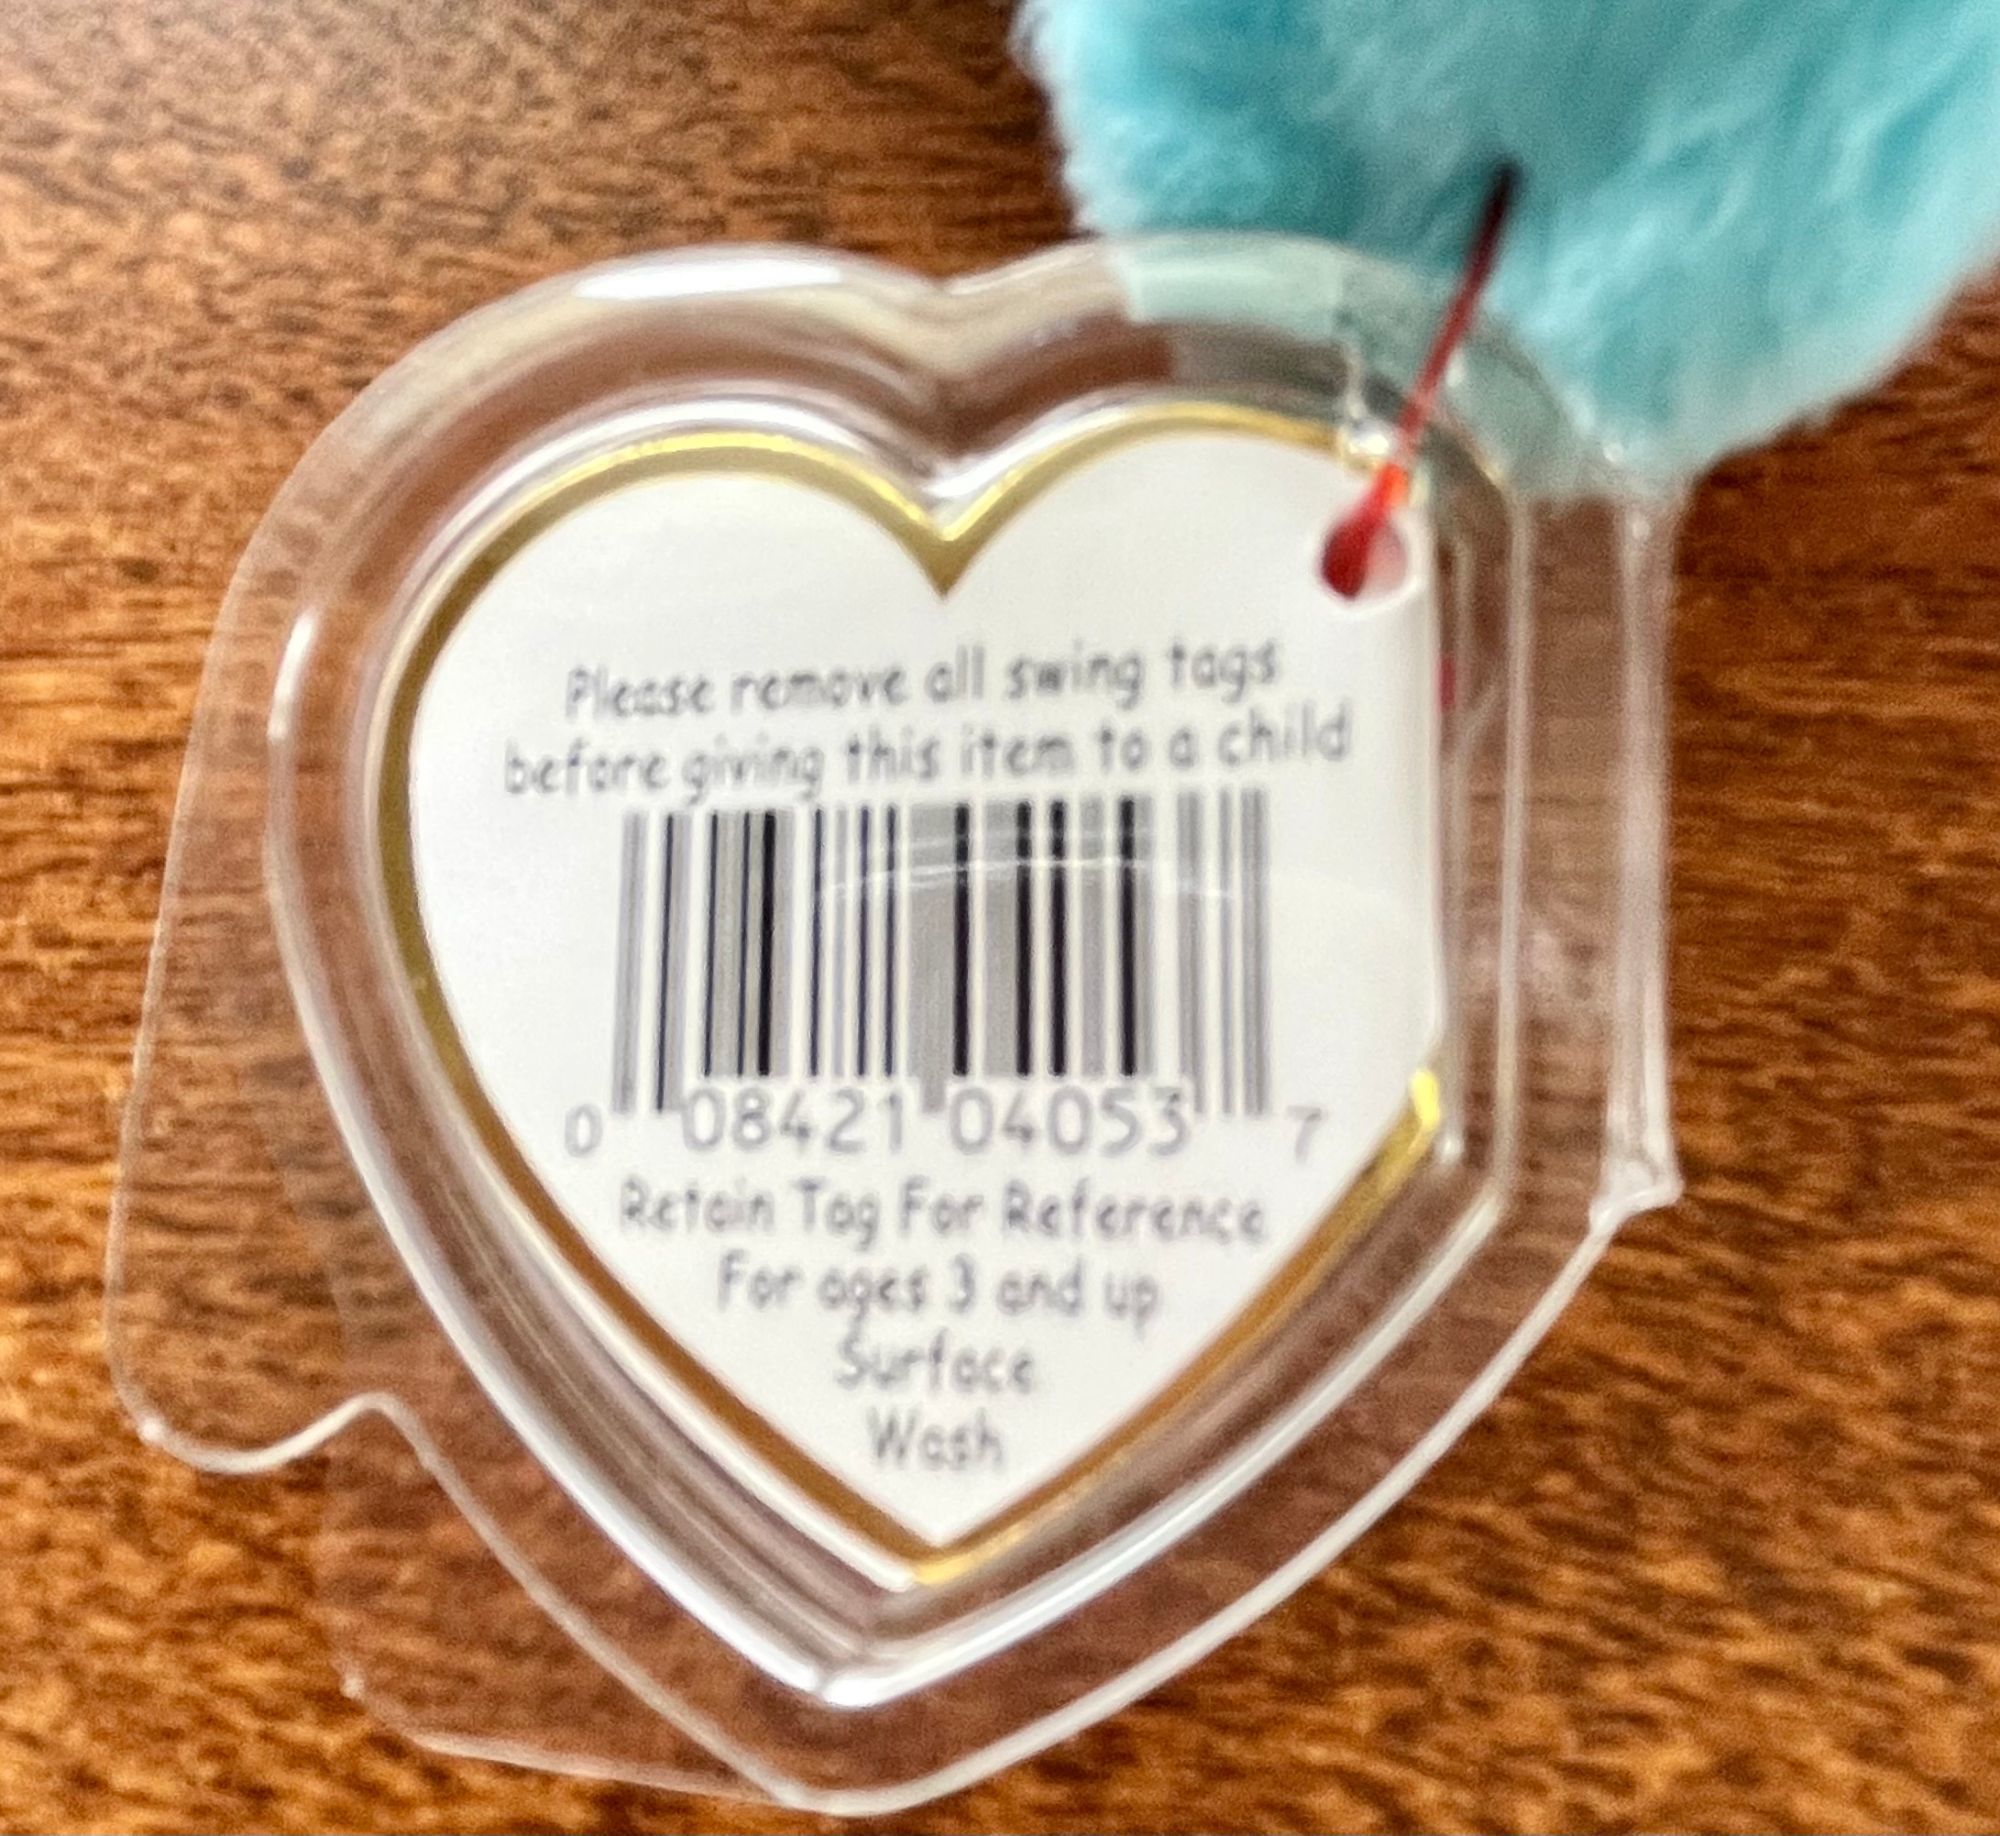 Please remove all swing tags
before giving this item to a child
0 08421 04053 7
Retain Tag For Reference
For ages 3 and up
Surface
Wash